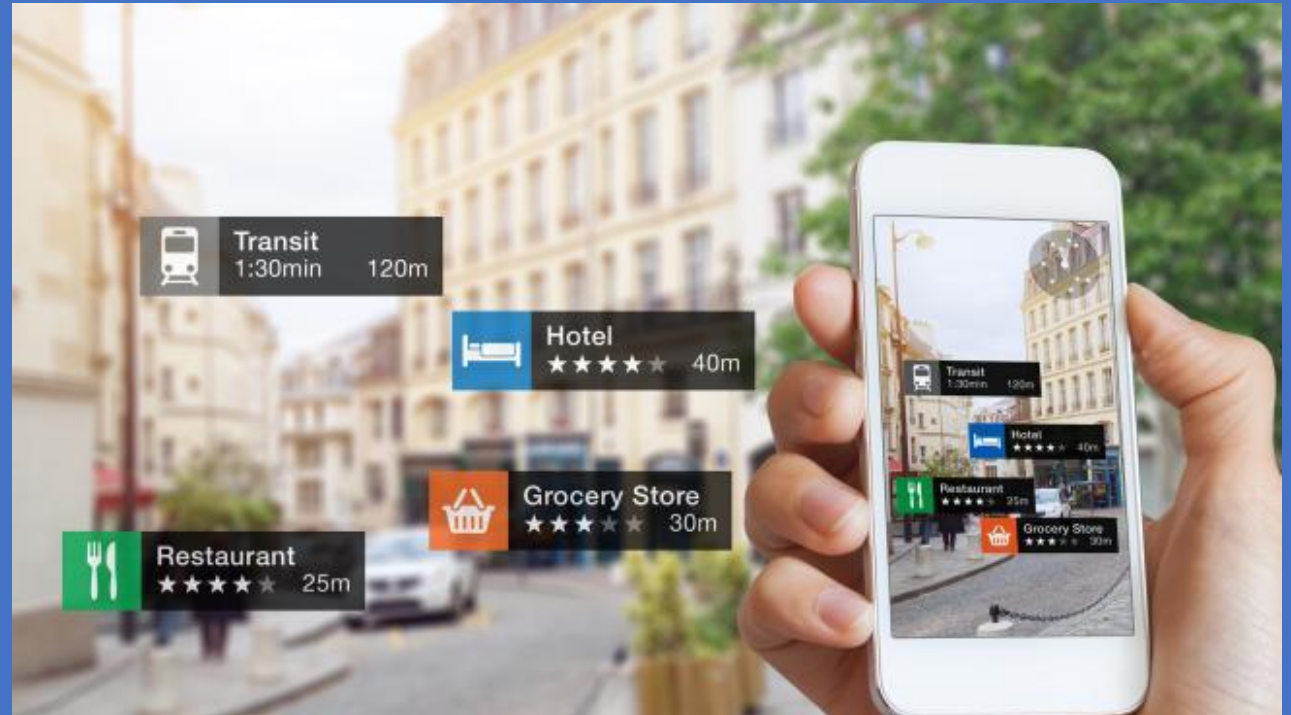 Transit
1:30min 120m
Hotel
40m
Grocery Store
30m
Restaurant
25m
Transit
1:30min 120m
Hotel
40m
Restaurant
25m
Grocery Store
30m